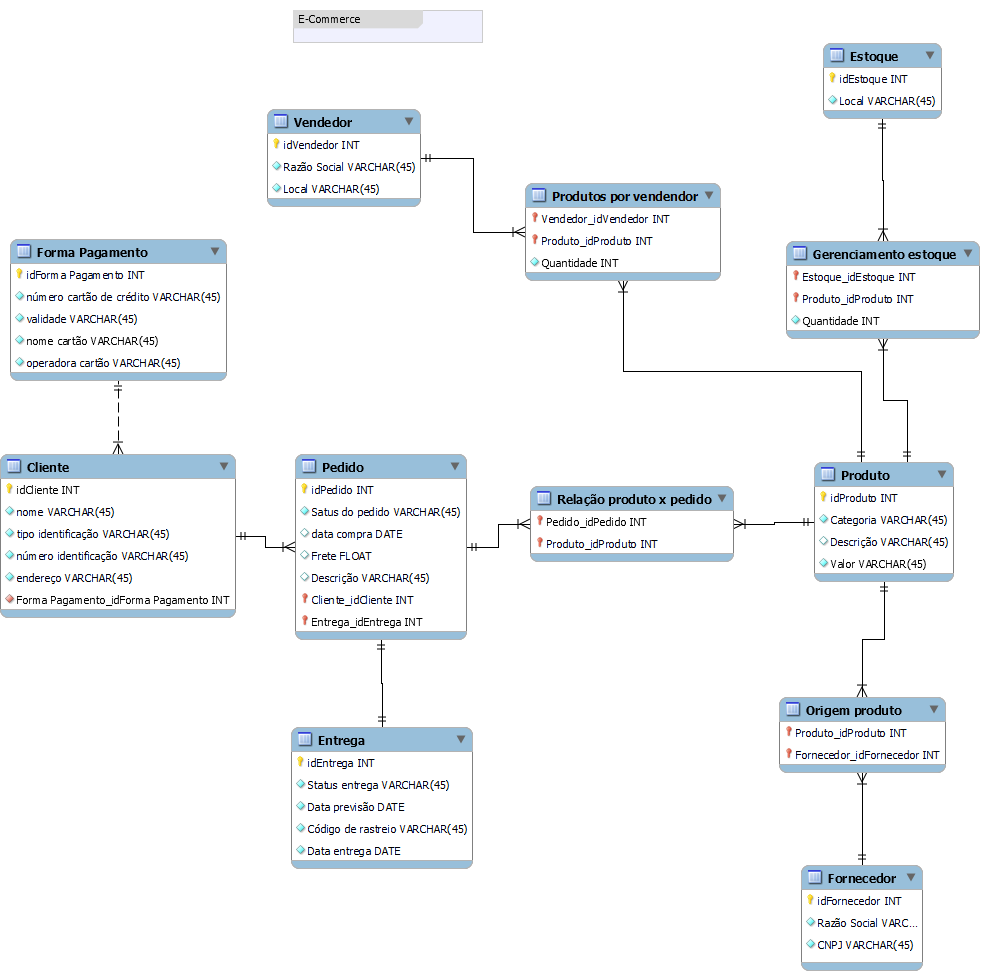 E-Commerce
Estoque
idEstoque INT
Local VARCHAR(45)
Vendedor
idVendedor INT
Razão Social VARCHAR(45)
Local VARCHAR(45)
Produtos por vendendor
Vendedor_idVendedor INT
Produto_idProduto INT
Quantidade INT
Forma Pagamento
idForma Pagamento INT
número cartão de crédito VARCHAR(45)
validade VARCHAR(45)
nome cartão VARCHAR(45)
operadora cartão VARCHAR(45)
Gerenciamento estoque
Estoque_idEstoque INT
Produto_idProduto INT
Quantidade INT
Cliente
idCliente INT
nome VARCHAR(45)
tipo identificação VARCHAR(45)
número identificação VARCHAR(45)
endereço VARCHAR(45)
Forma Pagamento_idForma Pagamento INT
Pedido
idPedido INT
Satus do pedido VARCHAR(45)
data compra DATE
Frete FLOAT
Descrição VARCHAR(45)
Cliente_idCliente INT
Entrega_idEntrega INT
Relação produto x pedido
Pedido_idPedido INT
Produto_idProduto INT
Produto
idProduto INT
Categoria VARCHAR(45)
Descrição VARCHAR(45)
Valor VARCHAR(45)
Entrega
idEntrega INT
Status entrega VARCHAR(45)
Data previsão DATE
Código de rastreio VARCHAR(45)
Data entrega DATE
Origem produto
Produto_idProduto INT
Fornecedor_idFornecedor INT
Fornecedor
idFornecedor INT
Razão Social VARC...
CNPJ VARCHAR(45)